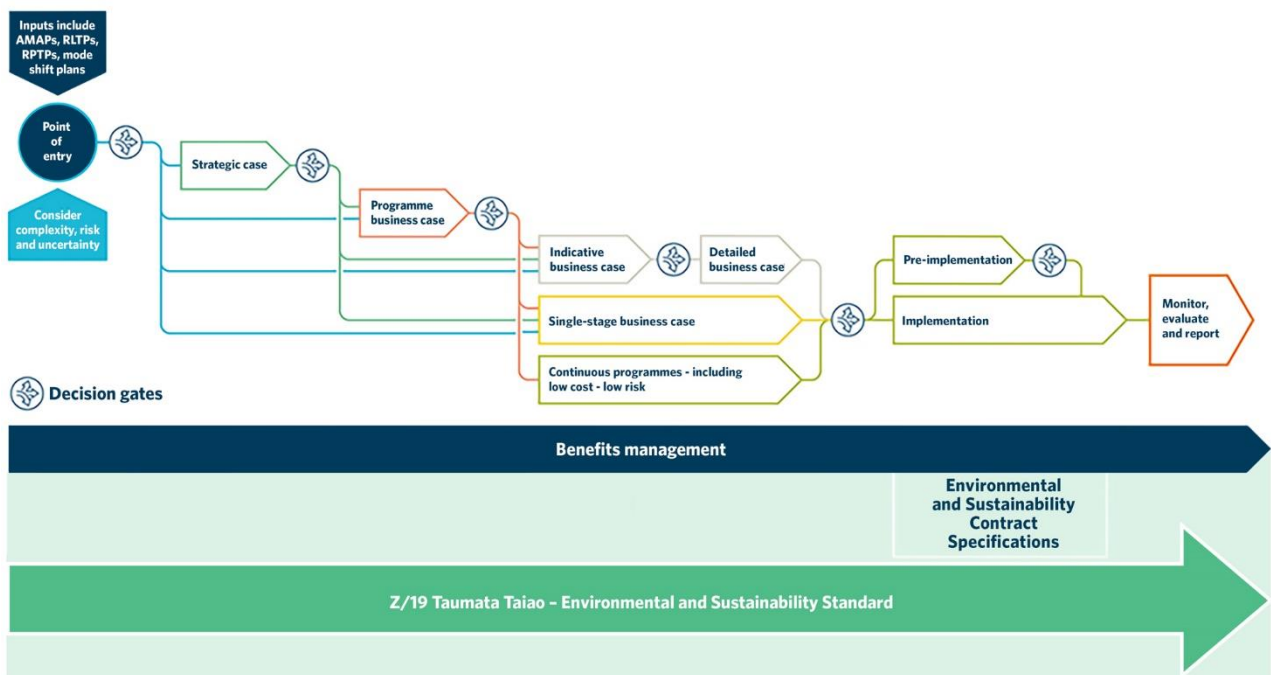 Inputs include
AMAPs, RLTPs,
RPTPs, mode
shift plans
Point
of
entry
Consider
complexity, risk
and uncertainty
Strategic case
Programme
business case
Indicative
business case
Detailed
business case
Single-stage business case
Continuous programmes - including
low cost - low risk
Pre-implementation
Implementation
Monitor,
evaluate
and report
Decision gates
Benefits management
Environmental
and Sustainability
Contract
Specifications
Z/19 Taumata Taiao – Environmental and Sustainability Standard